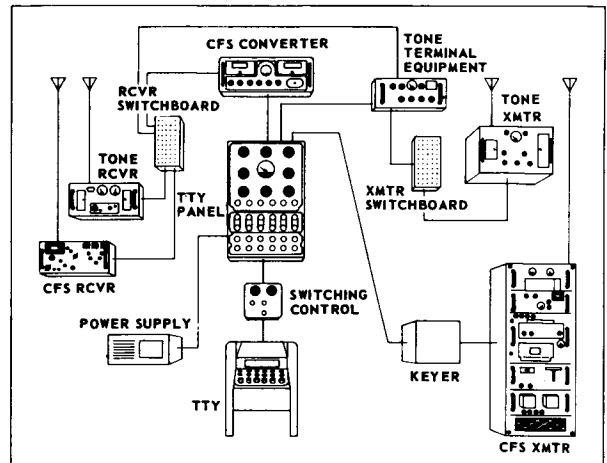 CFS CONVERTER
TONE
TERMINAL
EQUIPMENT
RCVR
SWITCHBOARD
TONE
XMTR
TONE
RCVR
TTY
PANEL
XMTR
SWITCHBOARD
CFS RCVR
SWITCHING
CONTROL
POWER SUPPLY
KEYER
TTY
CFS XMTR